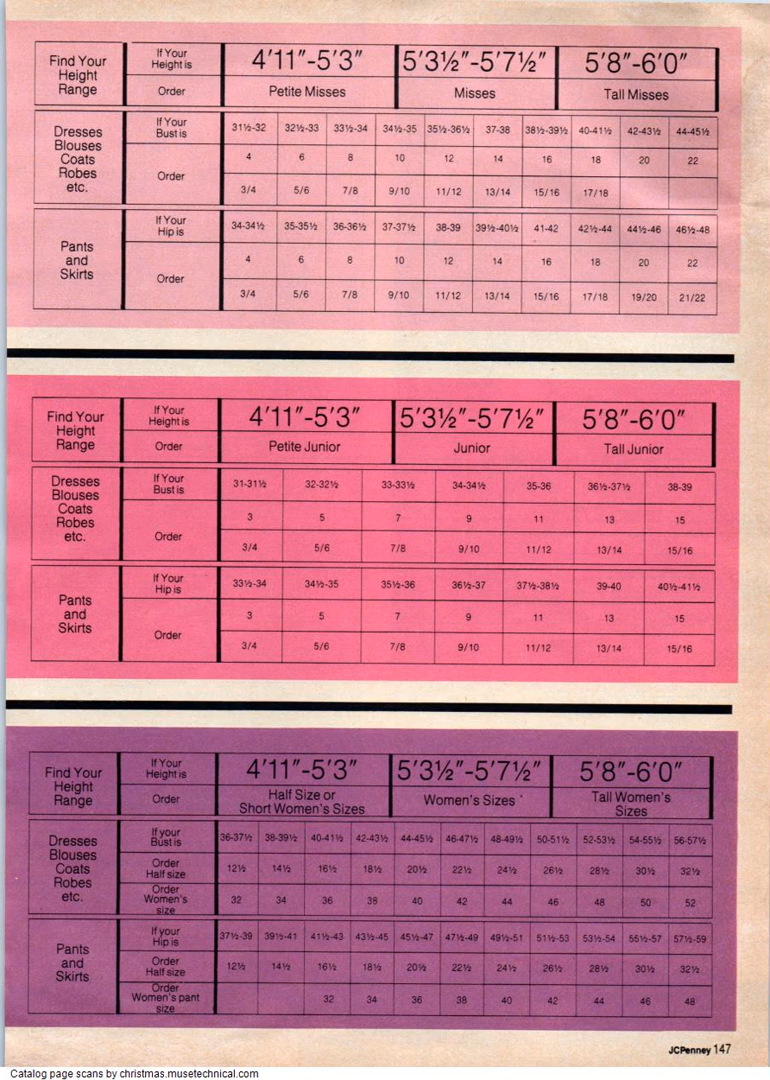 Find Your
Height
Range
If Your
Height is
4'11"-5'3"
5'3½"-5'7½"
5'8"-6'0"
Order
Petite Misses
Misses
Tall Misses
Dresses
Blouses
Coats
Robes
etc.
If Your
Bust is
31½-32 32½-33 33½-34 34½-35 35½-36½ 37-38 38½-39½ 40-41½ 42-43½ 44-45½
Order
4 6 8 10 12 14 16 18 20 22
3/4 5/6 7/8 9/10 11/12 13/14 15/16 17/18
Pants
and
Skirts
If Your
Hip is
34-34½ 35-35½ 36-36½ 37-37½ 38-39 39½-40½ 41-42 42½-44 44½-46 46½-48
Order
4 6 8 10 12 14 16 18 20 22
3/4 5/6 7/8 9/10 11/12 13/14 15/16 17/18 19/20 21/22
Find Your
Height
Range
If Your
Height is
4'11"-5'3"
5'3½"-5'7½"
5'8"-6'0"
Order
Petite Junior
Junior
Tall Junior
Dresses
Blouses
Coats
Robes
etc.
If Your
Bust is
31-31½ 32-32½ 33-33½ 34-34½ 35-36 36½-37½ 38-39
Order
3 5 7 9 11 13 15
3/4 5/6 7/8 9/10 11/12 13/14 15/16
Pants
and
Skirts
If Your
Hip is
33½-34 34½-35 35½-36 36½-37 37½-38½ 39-40 40½-41½
Order
3 5 7 9 11 13 15
3/4 5/6 7/8 9/10 11/12 13/14 15/16
Find Your
Height
Range
If Your
Height is
4'11"-5'3"
5'3½"-5'7½"
5'8"-6'0"
Order
Half Size or
Short Women's Sizes
Women's Sizes
Tall Women's
Sizes
Dresses
Blouses
Coats
Robes
etc.
If your
Bust is
36-37½ 38-39½ 40-41½ 42-43½ 44-45½ 46-47½ 48-49½ 50-51½ 52-53½ 54-55½ 56-57½
Order
Half size
12½ 14½ 16½ 18½ 20½ 22½ 24½ 26½ 28½ 30½ 32½
Order
Women's
size
32 34 36 38 40 42 44 46 48 50 52
Pants
and
Skirts
If your
Hip is
37½-39 39½-41 41½-43 43½-45 45½-47 47½-49 49½-51 51½-53 53½-54 55½-57 57½-59
Order
Half size
12½ 14½ 16½ 18½ 20½ 22½ 24½ 26½ 28½ 30½ 32½
Order
Women's pant
size
32 34 36 38 40 42 44 46 48
JCPenney 147
Catalog page scans by christmas.musetechnical.com